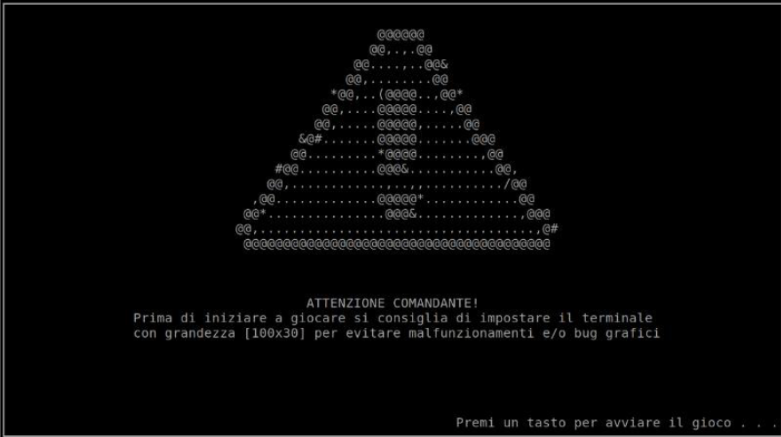 ATTENZIONE COMANDANTE!
Prima di iniziare a giocare si consiglia di impostare il terminale
con grandezza [100x30] per evitare malfunzionamenti e/o bug grafici
Premi un tasto per avviare il gioco . . .